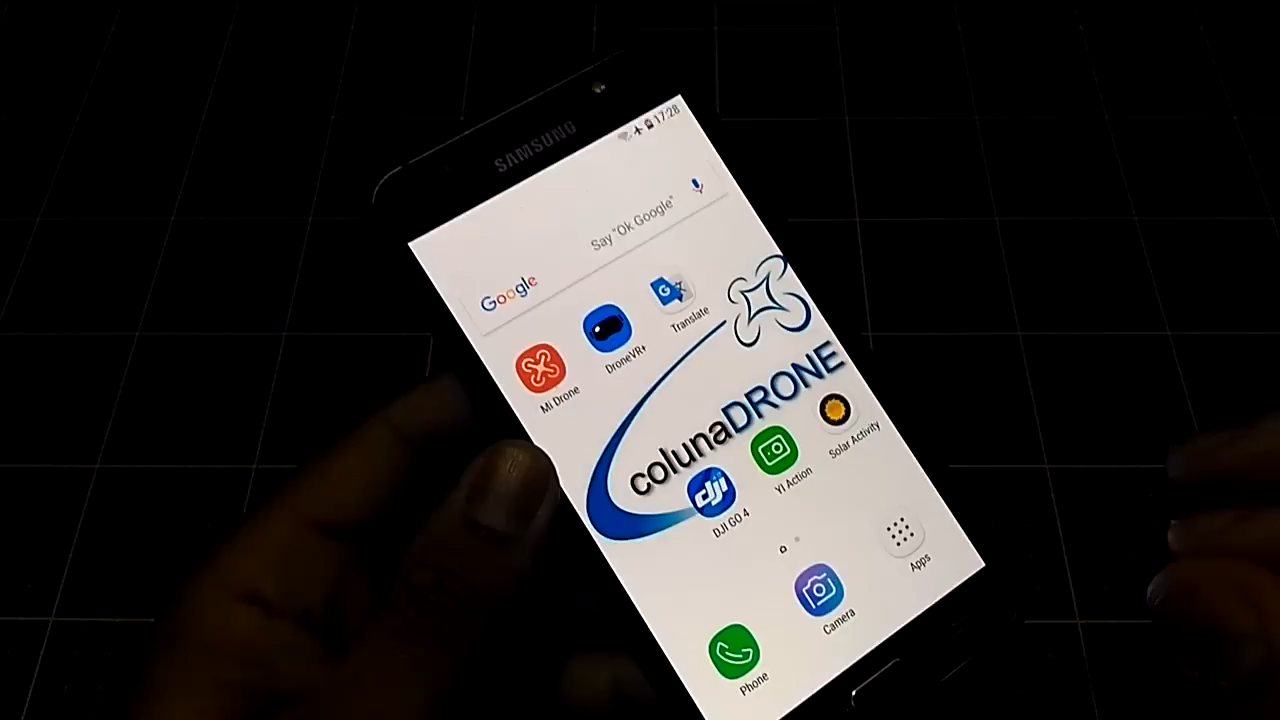 SAMSUNG
17:28
Google
Say "Ok Google"
Mi Drone
DroneVR+
G
Translate
colunaDRONE
dji
DJI GO 4
YI Action
Solar Activity
Phone
Camera
Apps